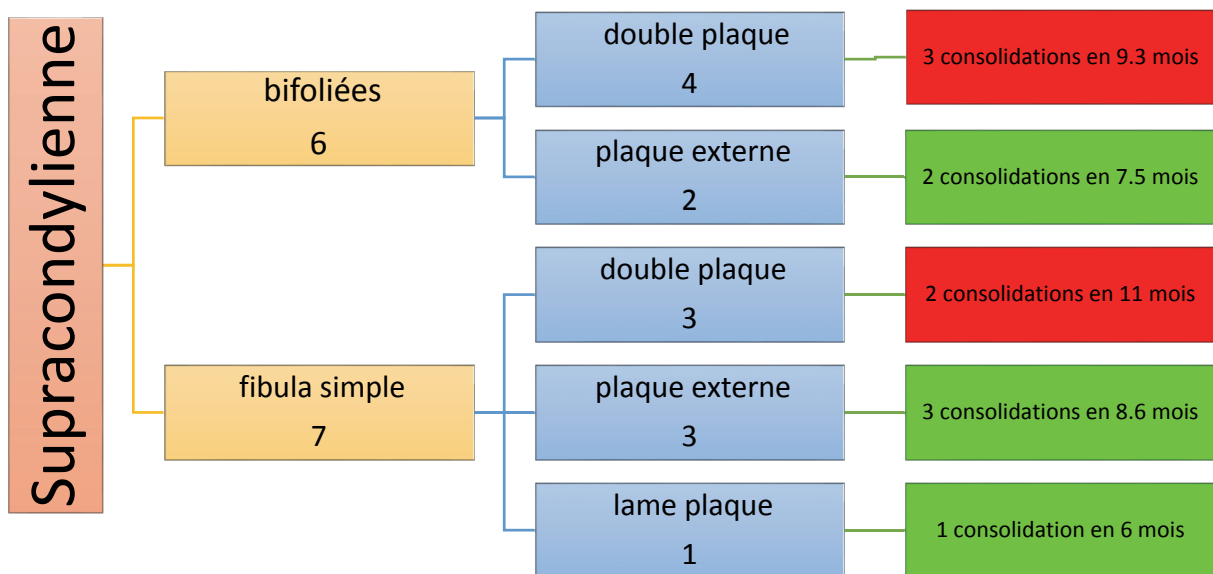 Supracondylienne
bifoliées
6
double plaque
4
3 consolidations en 9.3 mois
plaque externe
2
2 consolidations en 7.5 mois
fibula simple
7
double plaque
3
2 consolidations en 11 mois
plaque externe
3
3 consolidations en 8.6 mois
lame plaque
1
1 consolidation en 6 mois